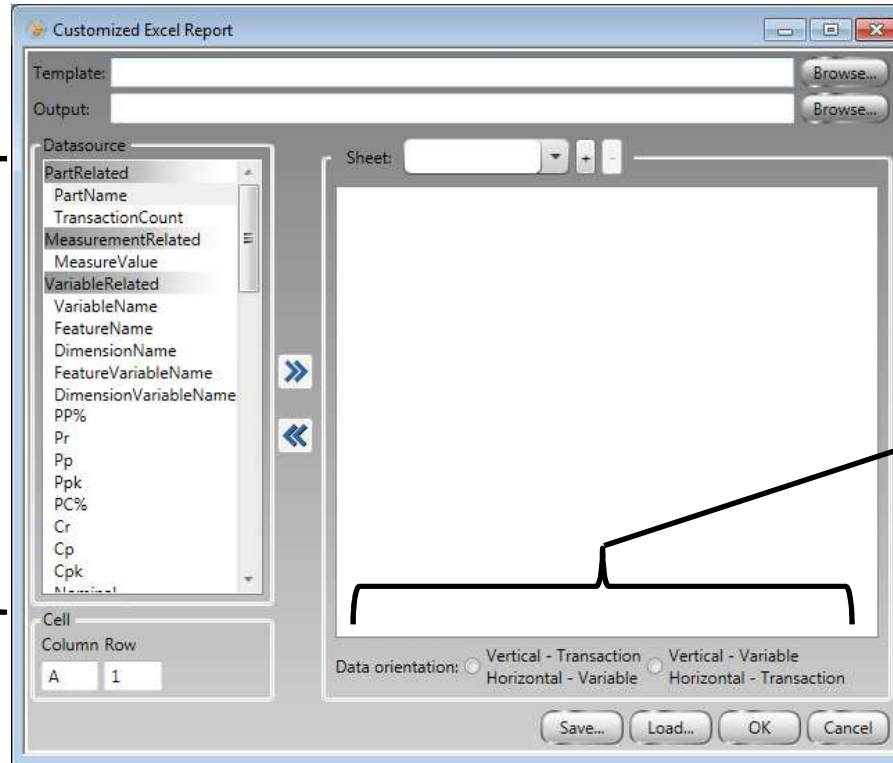 Customized Excel Report
Template:
Browse...
Output:
Browse...
Datasource
PartRelated
PartName
TransactionCount
MeasurementRelated
MeasureValue
VariableRelated
VariableName
FeatureName
DimensionName
FeatureVariableName
DimensionVariableName
PP%
Pr
Pp
Ppk
PC%
Cr
Cp
Cpk
Nominal
Cell
Column Row
A 1
Sheet:
+ -
Data orientation:
Vertical - Transaction
Horizontal - Variable
Vertical - Variable
Horizontal - Transaction
Save... Load... OK Cancel